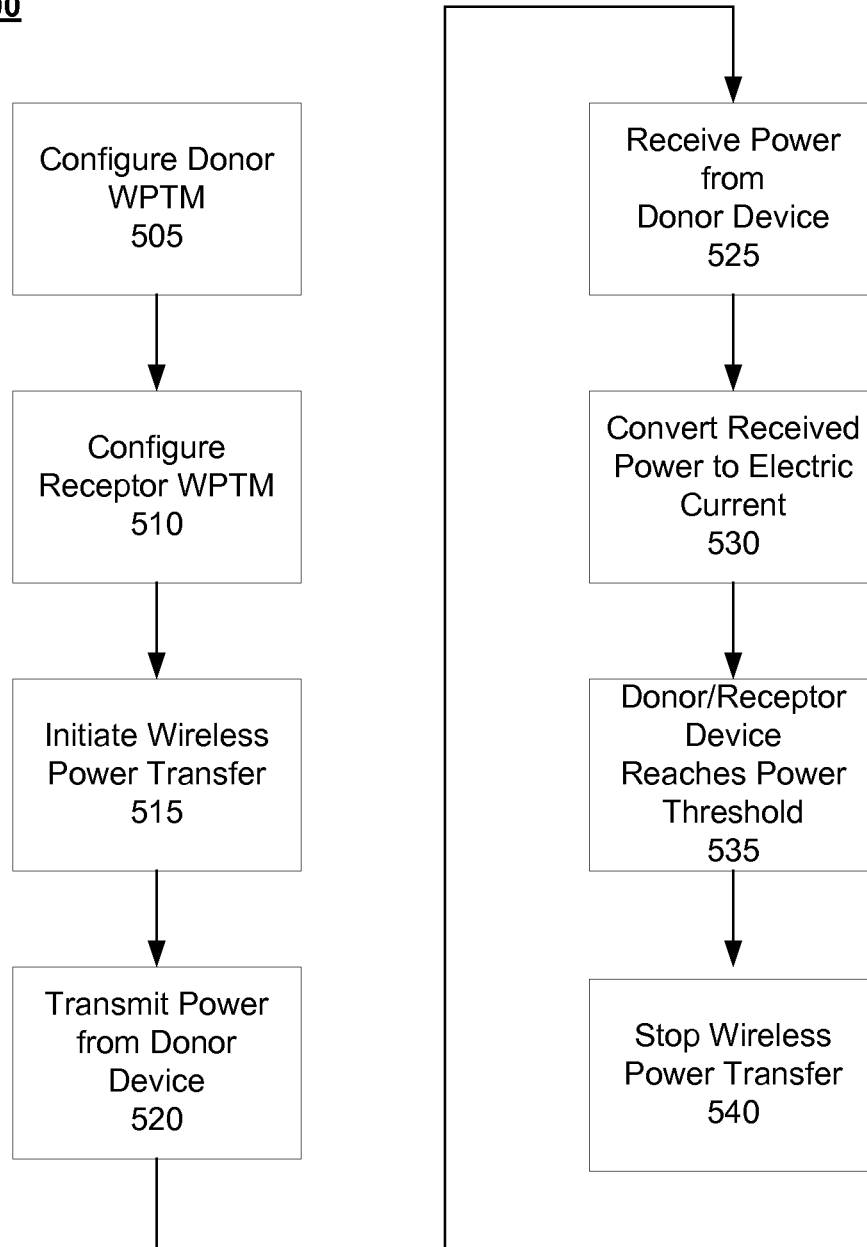 Configure Donor
WPTM
505
Configure
Receptor WPTM
510
Initiate Wireless
Power Transfer
515
Transmit Power
from Donor
Device
520
Receive Power
from
Donor Device
525
Convert Received
Power to Electric
Current
530
Donor/Receptor
Device
Reaches Power
Threshold
535
Stop Wireless
Power Transfer
540